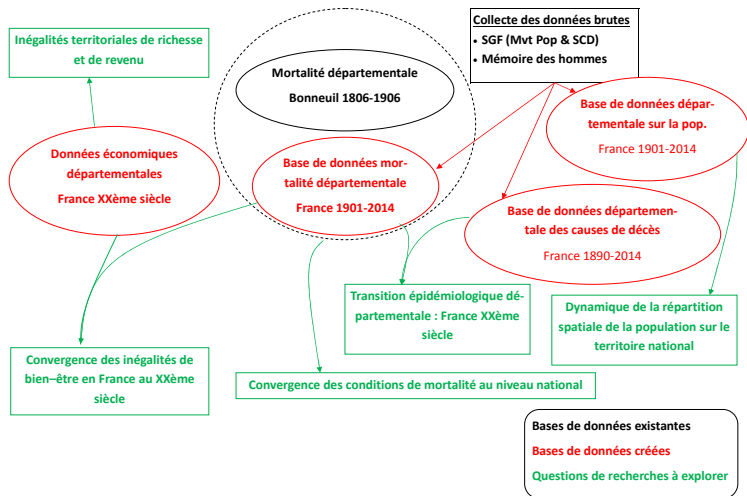 Collecte des données brutes
• SGF (Mvt Pop & SCD)
• Mémoire des hommes
Inégalités territoriales de richesse
et de revenu
Mortalité départementale
Bonneuil 1806-1906
Base de données dépar-
tementale sur la pop.
France 1901-2014
Données économiques
départementales
France XXème siècle
Base de données mor-
talité départementale
France 1901-2014
Base de données départemen-
tale des causes de décès
France 1890-2014
Transition épidémiologique dé-
partementale : France XXème
siècle
Dynamique de la répartition
spatiale de la population sur le
territoire national
Convergence des inégalités de
bien–être en France au XXème
siècle
Convergence des conditions de mortalité au niveau national
Bases de données existantes
Bases de données créées
Questions de recherches à explorer